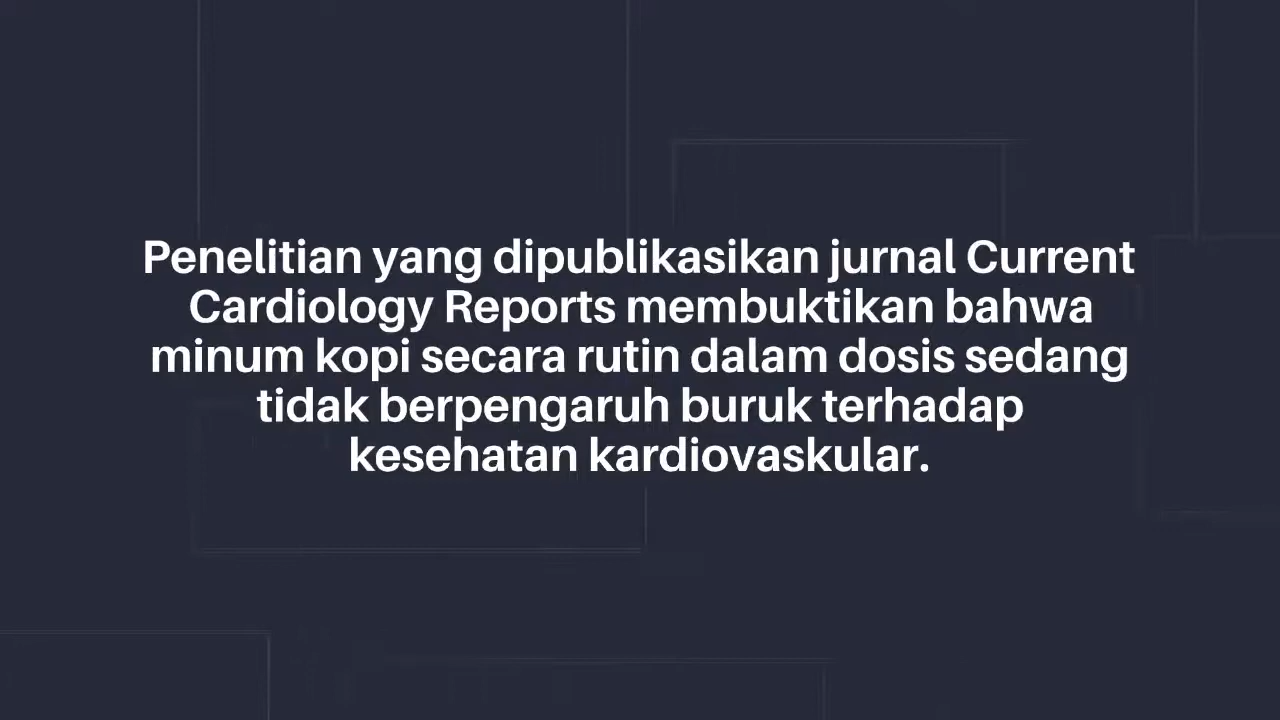 Penelitian yang dipublikasikan jurnal Current
Cardiology Reports membuktikan bahwa
minum kopi secara rutin dalam dosis sedang
tidak berpengaruh buruk terhadap
kesehatan kardiovaskular.